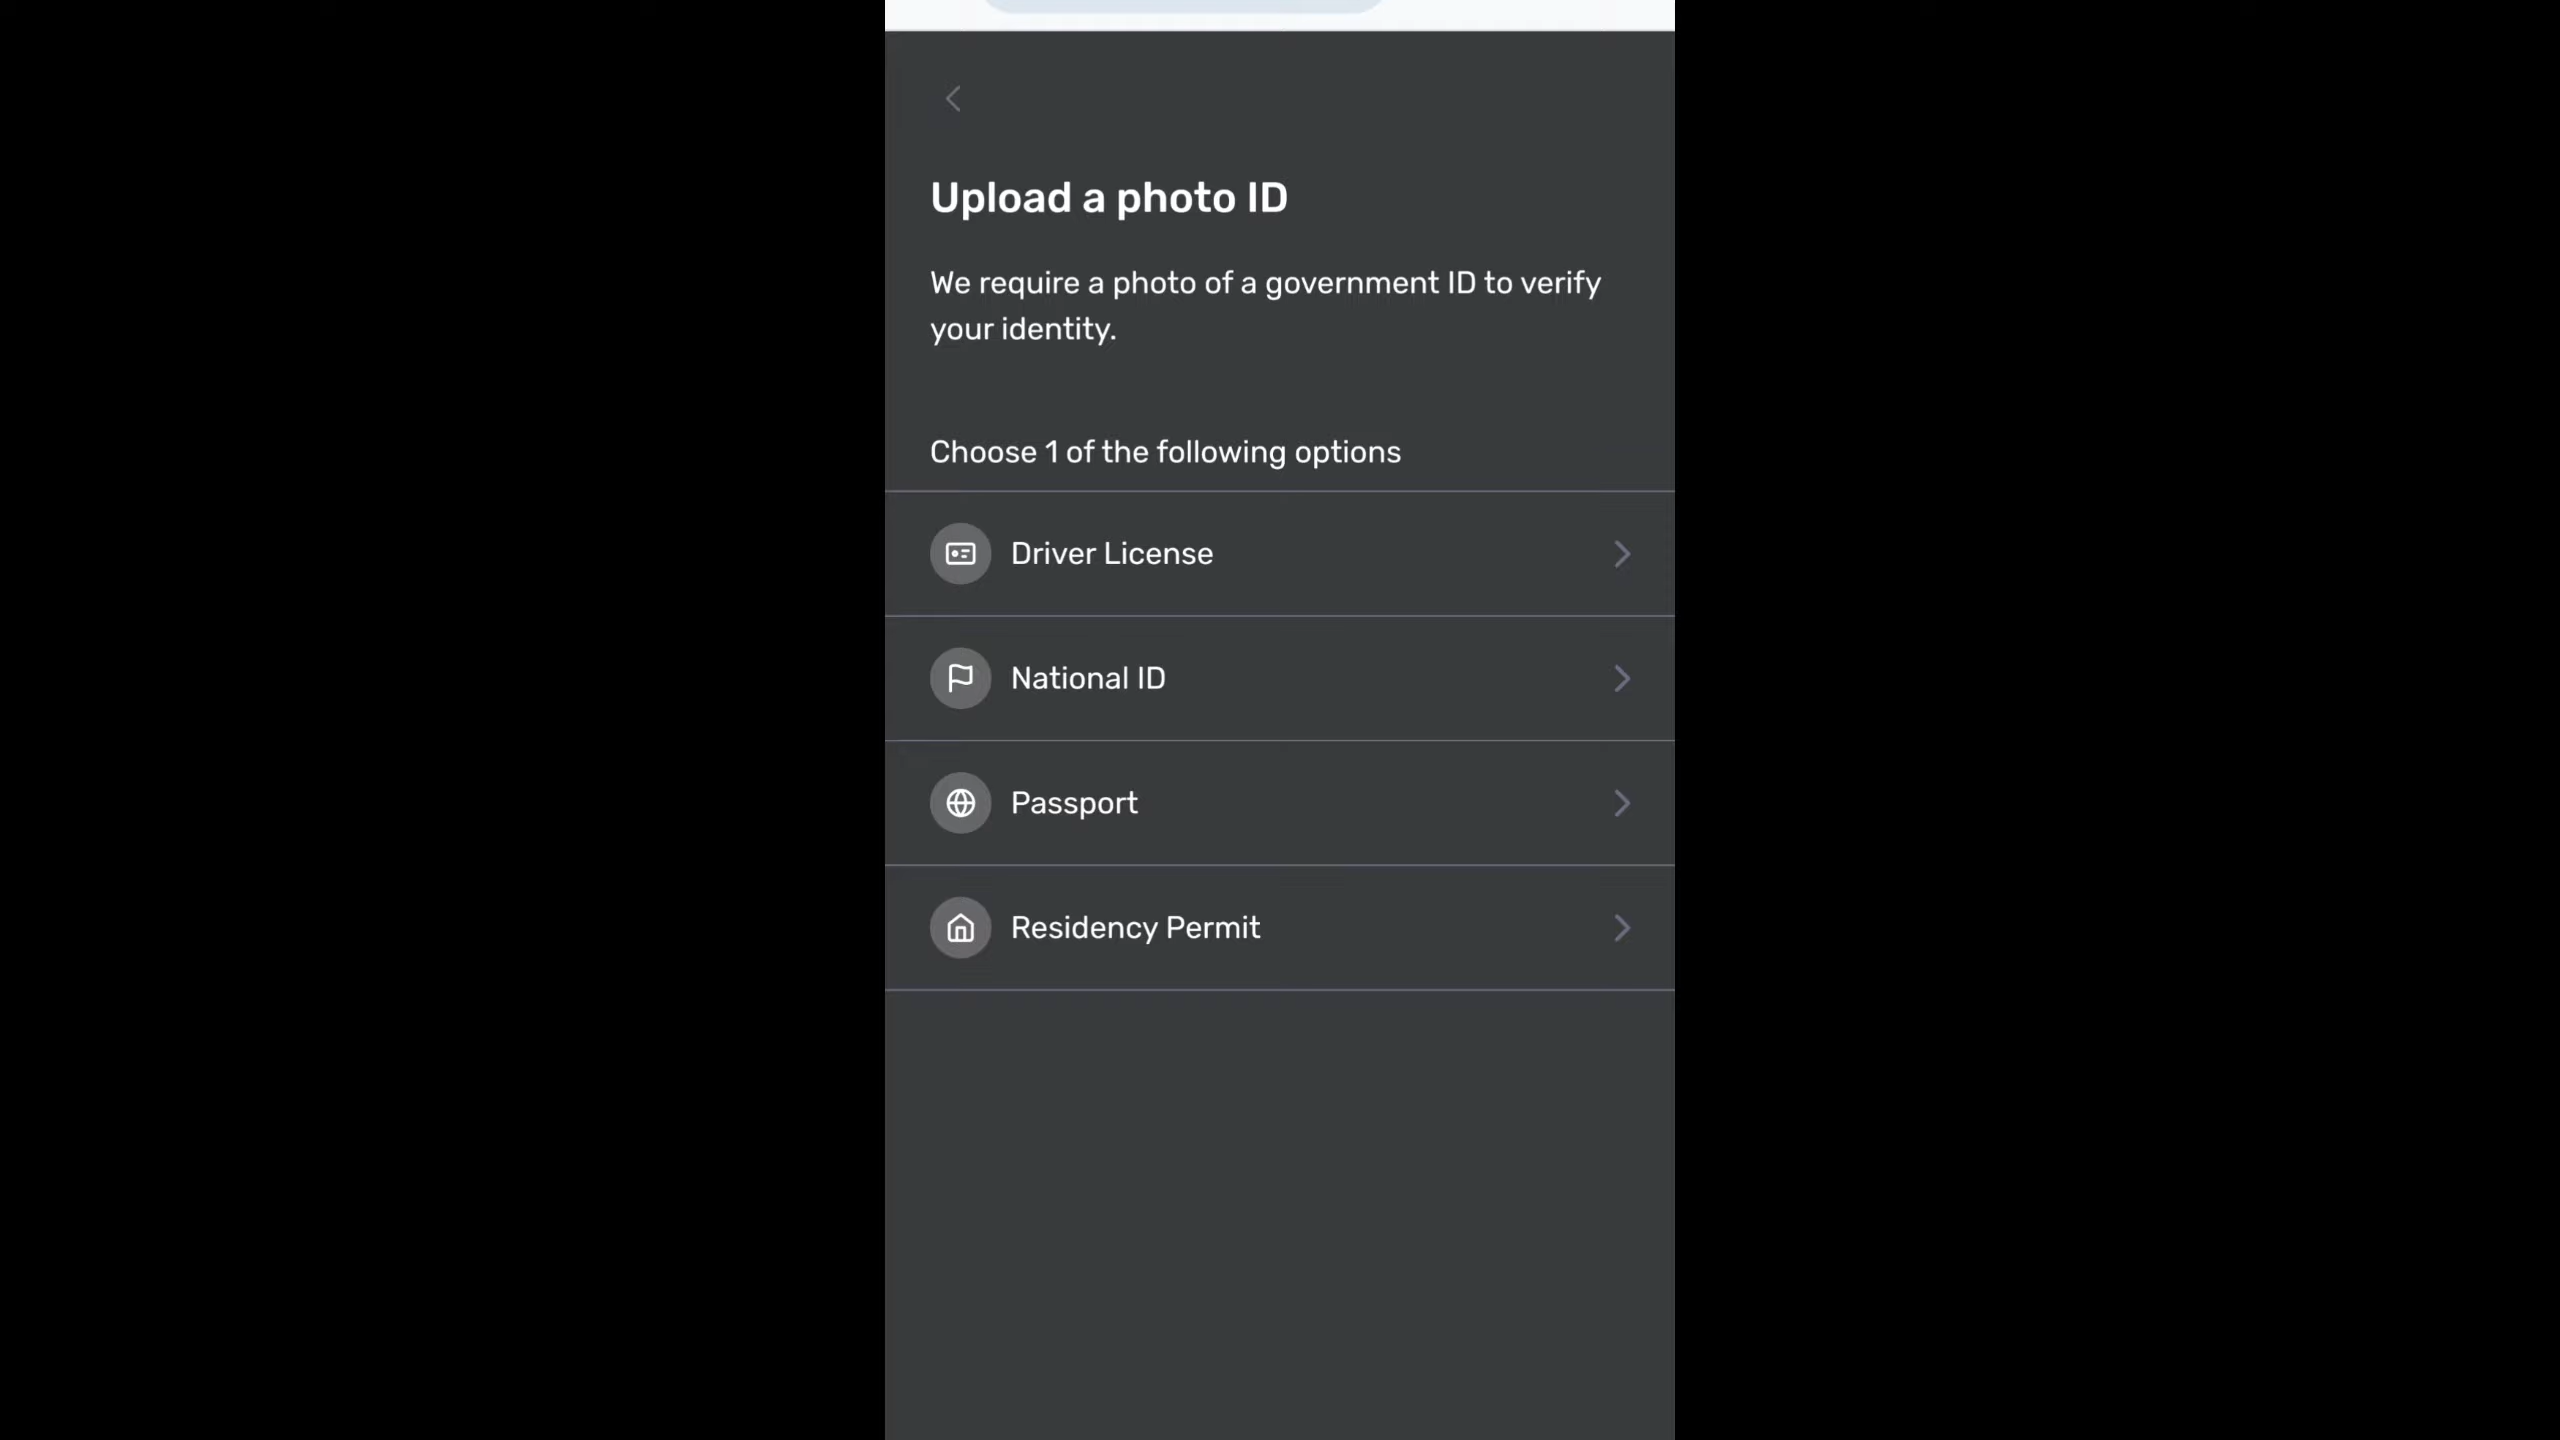 Upload a photo ID
We require a photo of a government ID to verify
your identity.
Choose 1 of the following options
Driver License
National ID
Passport
Residency Permit